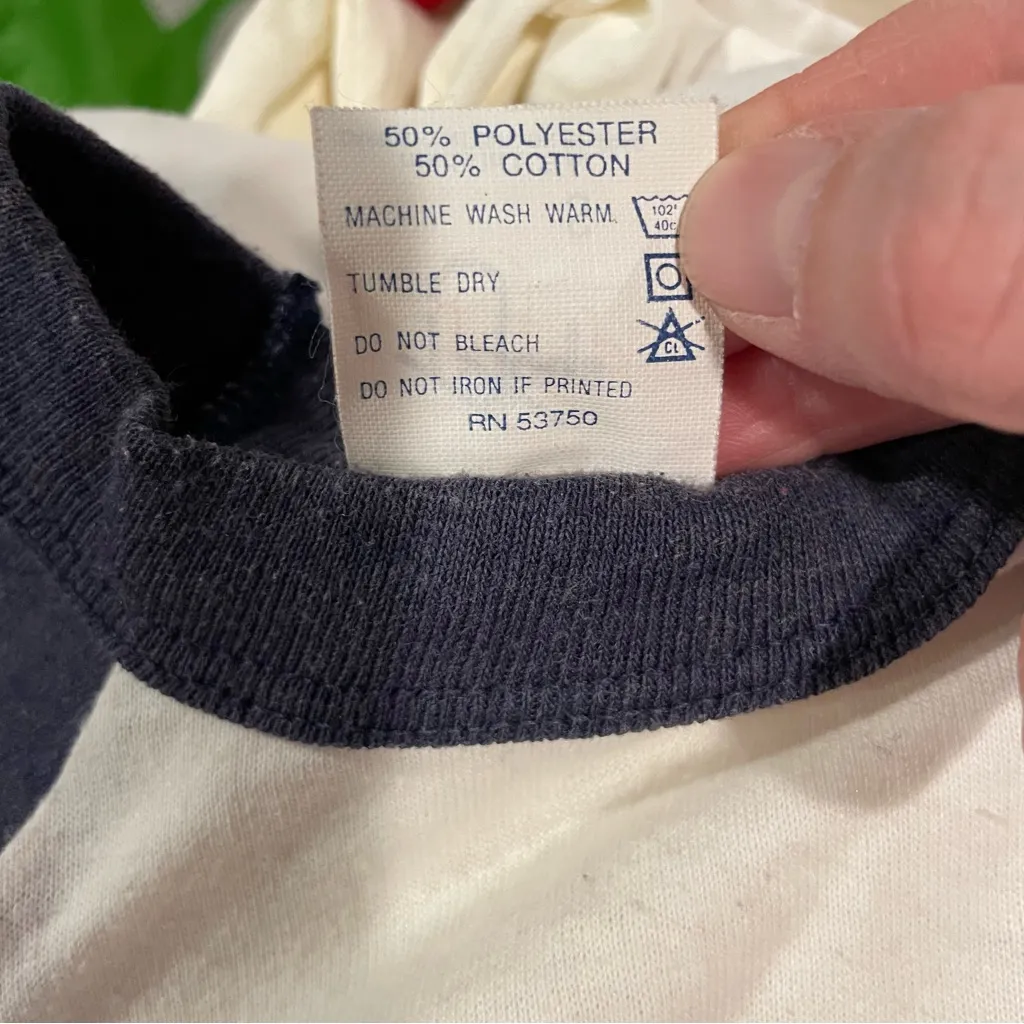 50% POLYESTER
50% COTTON
MACHINE WASH WARM. 102°
40c
TUMBLE DRY
DO NOT BLEACH CL
DO NOT IRON IF PRINTED
RN 53750